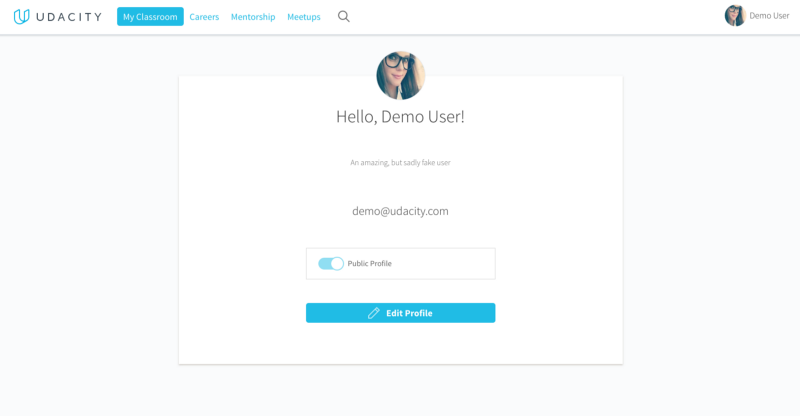 UDACITY My Classroom Careers Mentorship Meetups Demo User
Hello, Demo User!
An amazing, but sadly fake user
demo@udacity.com
Public Profile
Edit Profile